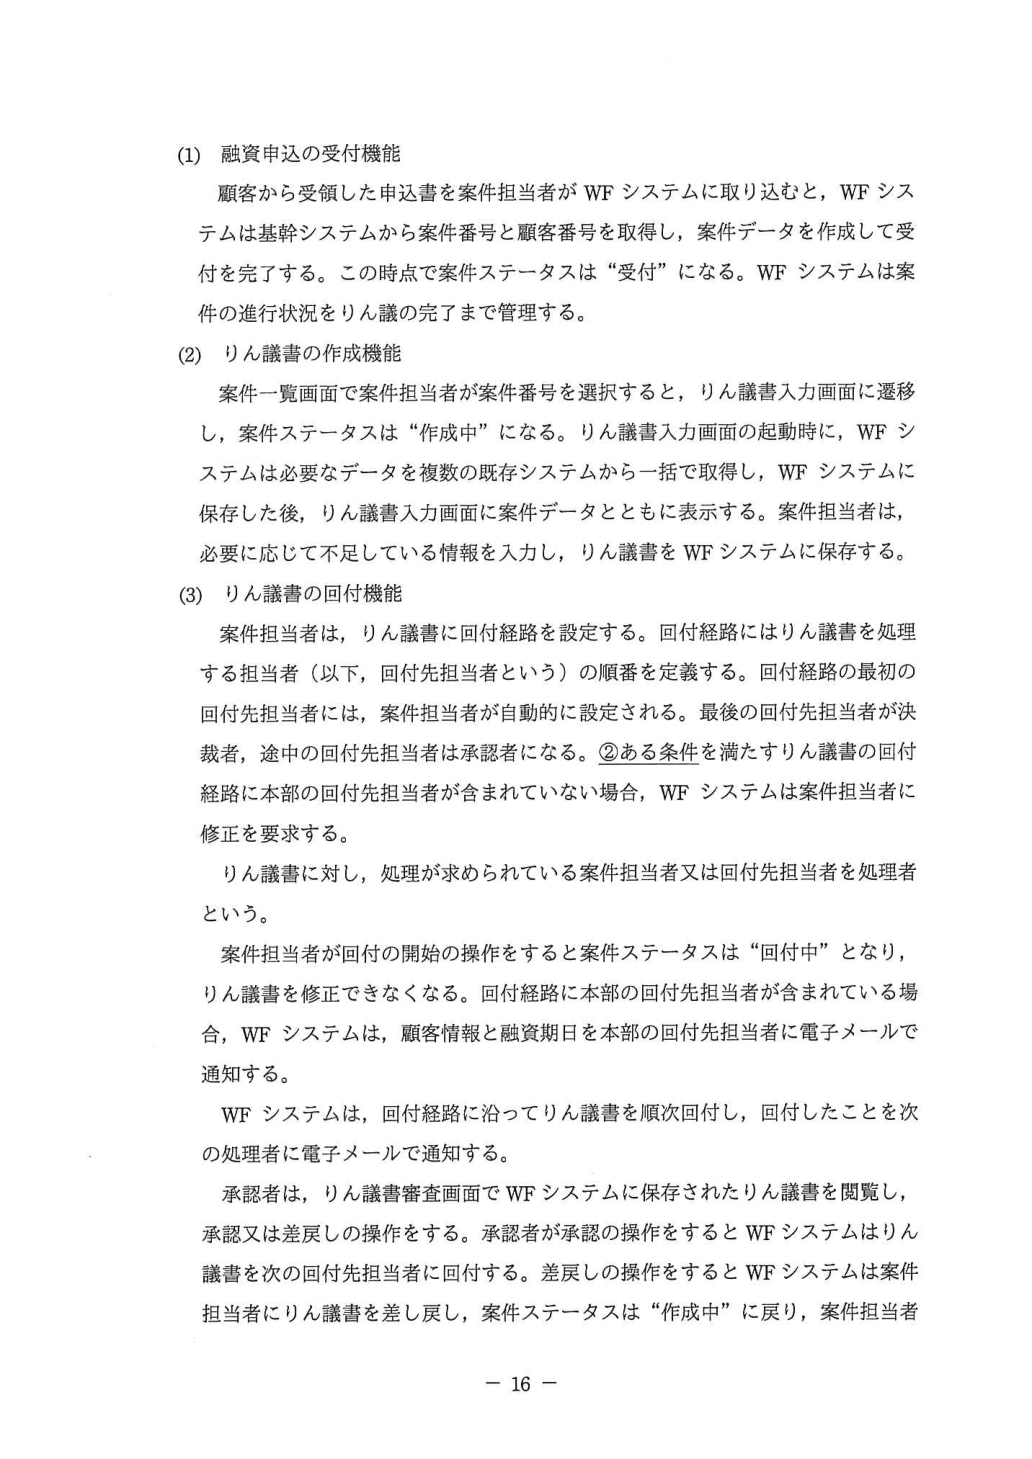 (1) 融資申込の受付機能
顧客から受領した申込書を案件担当者が WF システムに取り込むと，WF シス
テムは基幹システムから案件番号と顧客番号を取得し，案件データを作成して受
付を完了する。この時点で案件ステータスは“受付”になる。WF システムは案
件の進行状況をりん議の完了まで管理する。
(2) りん議書の作成機能
案件一覧画面で案件担当者が案件番号を選択すると，りん議書入力画面に遷移
し，案件ステータスは“作成中”になる。りん議書入力画面の起動時に，WF シ
ステムは必要なデータを複数の既存システムから一括で取得し，WF システムに
保存した後，りん議書入力画面に案件データとともに表示する。案件担当者は，
必要に応じて不足している情報を入力し，りん議書を WF システムに保存する。
(3) りん議書の回付機能
案件担当者は，りん議書に回付経路を設定する。回付経路にはりん議書を処理
する担当者（以下，回付先担当者という）の順番を定義する。回付経路の最初の
回付先担当者には，案件担当者が自動的に設定される。最後の回付先担当者が決
裁者，途中の回付先担当者は承認者になる。②ある条件を満たすりん議書の回付
経路に本部の回付先担当者が含まれていない場合，WF システムは案件担当者に
修正を要求する。
りん議書に対し，処理が求められている案件担当者又は回付先担当者を処理者
という。
案件担当者が回付の開始の操作をすると案件ステータスは“回付中”となり，
りん議書を修正できなくなる。回付経路に本部の回付先担当者が含まれている場
合，WF システムは，顧客情報と融資期日を本部の回付先担当者に電子メールで
通知する。
WF システムは，回付経路に沿ってりん議書を順次回付し，回付したことを次
の処理者に電子メールで通知する。
承認者は，りん議書審査画面で WF システムに保存されたりん議書を閲覧し，
承認又は差戻しの操作をする。承認者が承認の操作をすると WF システムはりん
議書を次の回付先担当者に回付する。差戻しの操作をすると WF システムは案件
担当者にりん議書を差し戻し，案件ステータスは“作成中”に戻り，案件担当者
－ 16 －